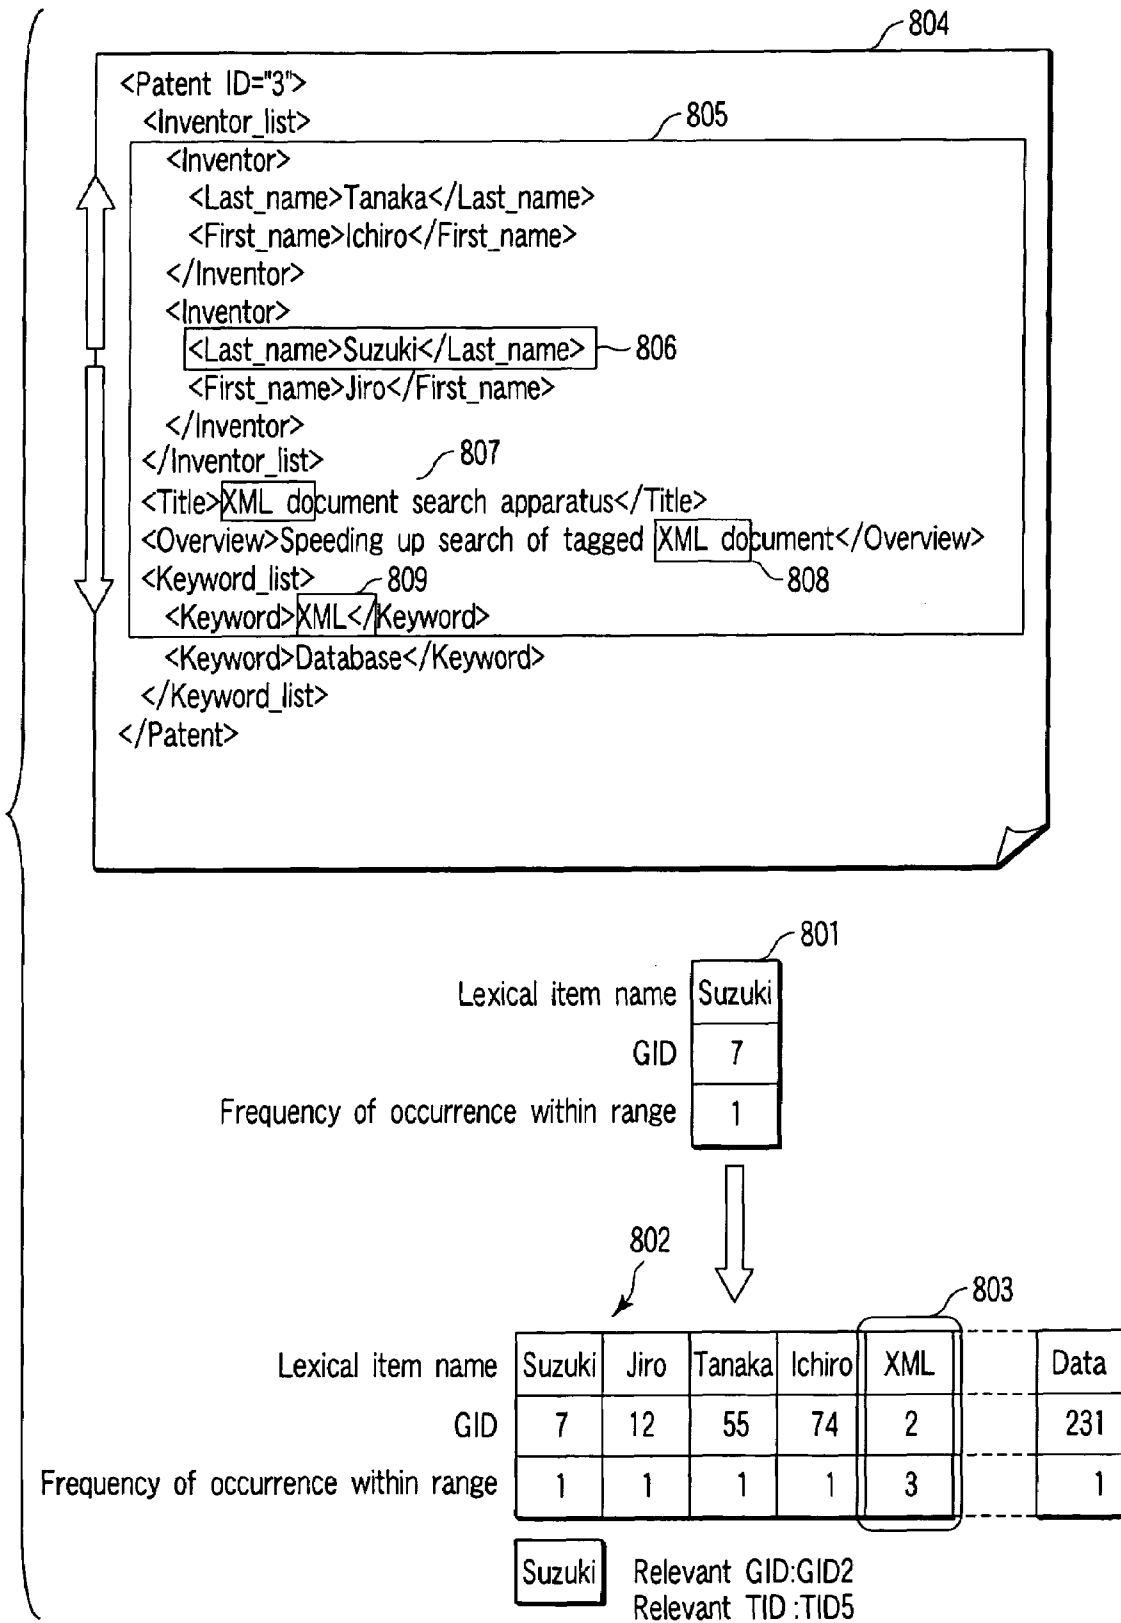 804
<Patent ID="3">
<Inventor_list>
805
<Inventor>
<Last_name>Tanaka</Last_name>
<First_name>Ichiro</First_name>
</Inventor>
<Inventor>
<Last_name>Suzuki</Last_name> 806
<First_name>Jiro</First_name>
</Inventor>
</Inventor_list> 807
<Title>XML document search apparatus</Title>
<Overview>Speeding up search of tagged XML document</Overview>
<Keyword_list> 809 808
<Keyword>XML</Keyword>
<Keyword>Database</Keyword>
</Keyword_list>
</Patent>
801
Lexical item name Suzuki
GID 7
Frequency of occurrence within range 1
802
803
Lexical item name Suzuki Jiro Tanaka Ichiro XML Data
GID 7 12 55 74 2 231
Frequency of occurrence within range 1 1 1 1 3 1
Suzuki Relevant GID:GID2
Relevant TID :TID5